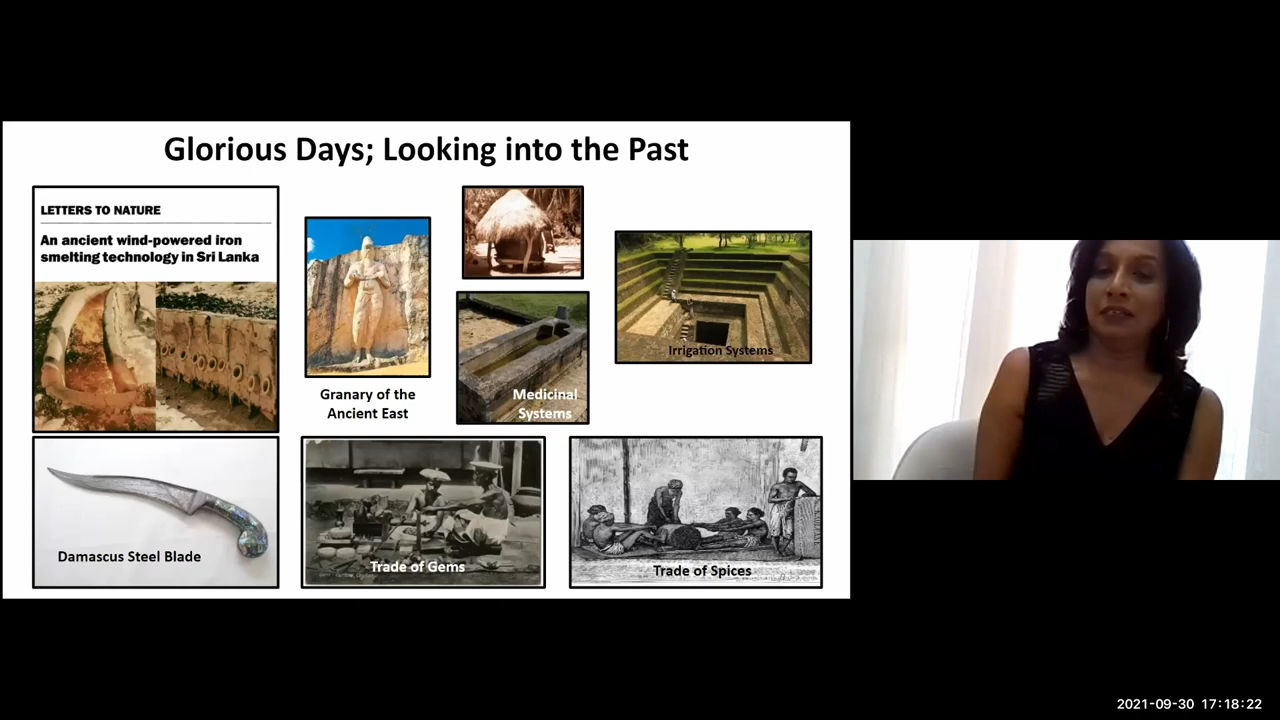 Glorious Days; Looking into the Past
LETTERS TO NATURE
An ancient wind-powered iron
smelting technology in Sri Lanka
Granary of the
Ancient East
Medicinal
Systems
Irrigation Systems
Damascus Steel Blade
Trade of Gems
Trade of Spices
2021-09-30 17:18:22